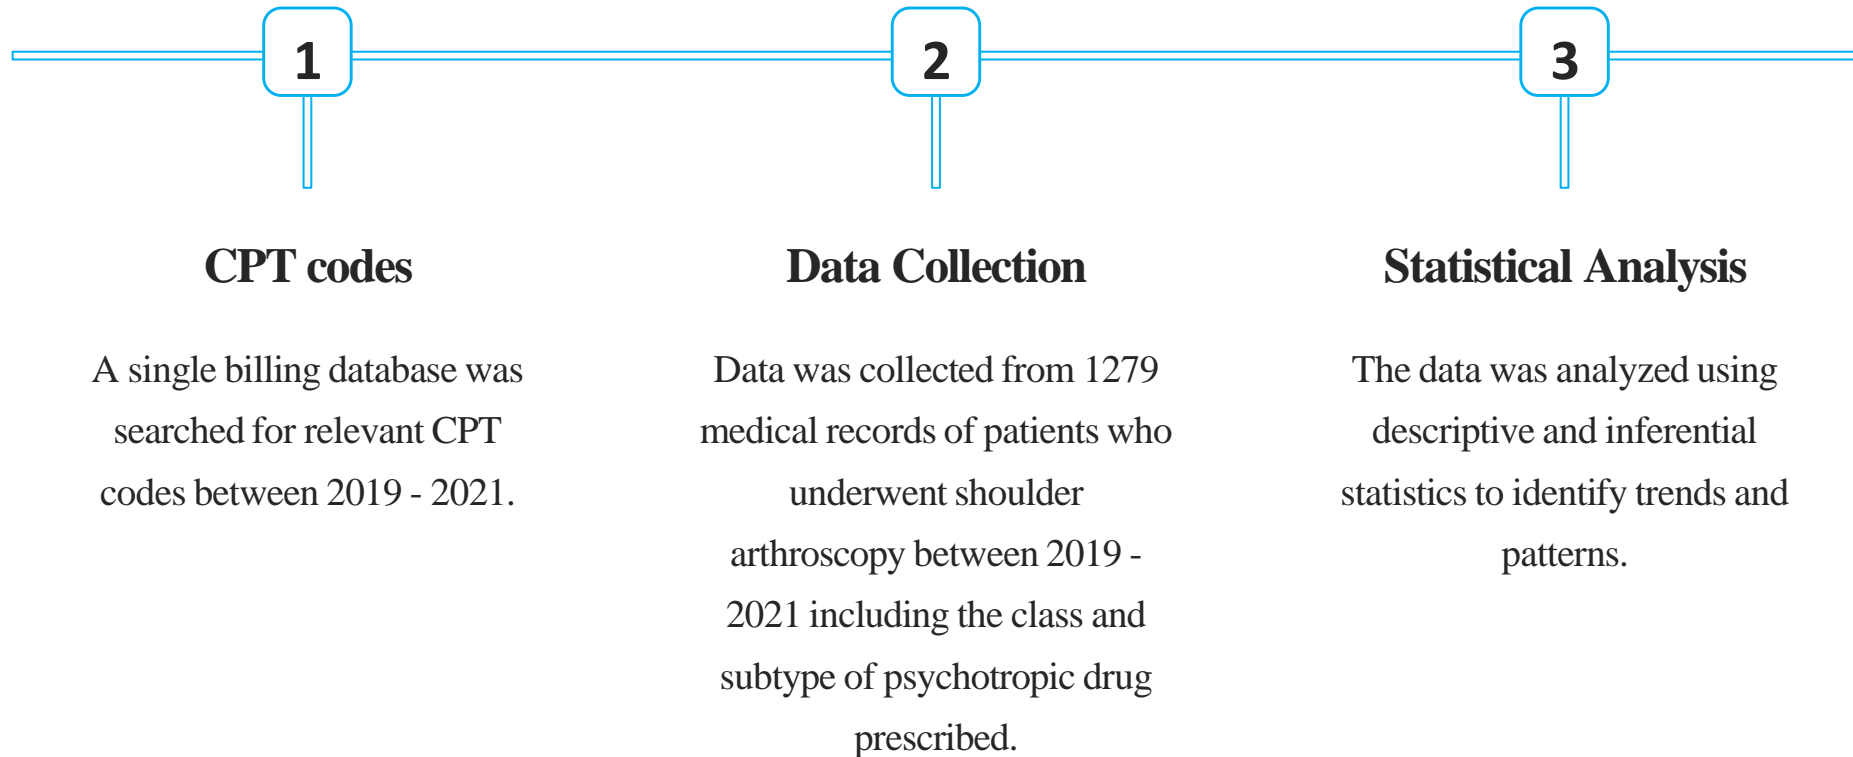 1
CPT codes
A single billing database was
searched for relevant CPT
codes between 2019 - 2021.
2
Data Collection
Data was collected from 1279
medical records of patients who
underwent shoulder
arthroscopy between 2019 -
2021 including the class and
subtype of psychotropic drug
prescribed.
3
Statistical Analysis
The data was analyzed using
descriptive and inferential
statistics to identify trends and
patterns.